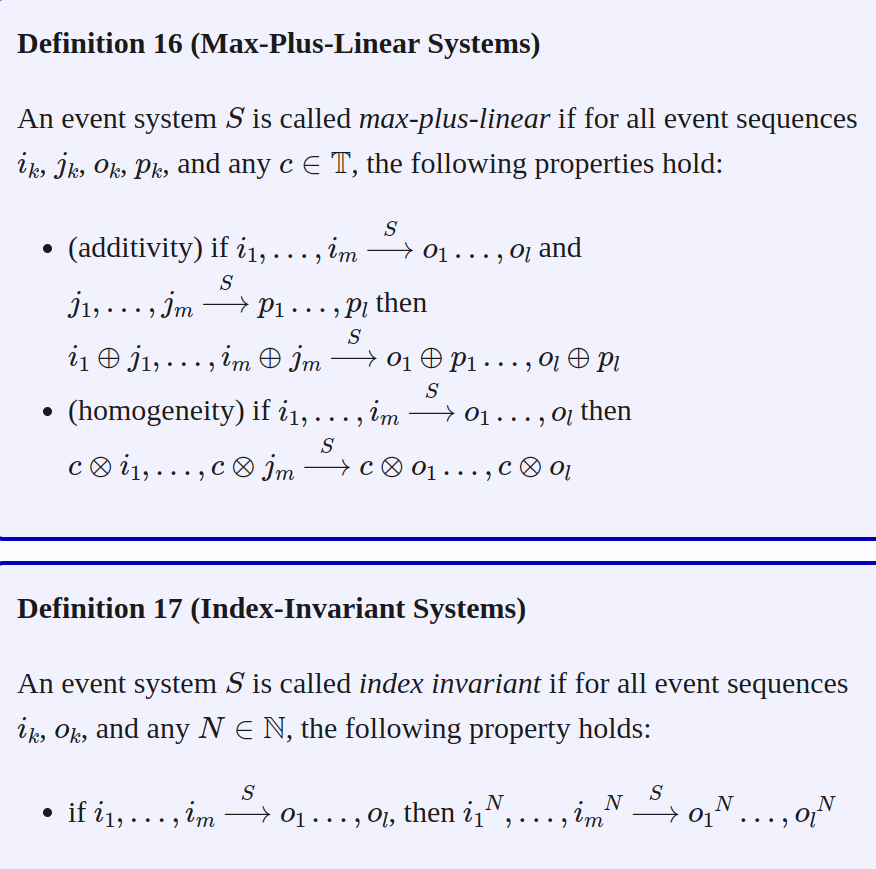 Definition 16 (Max-Plus-Linear Systems)
An event system $S$ is called max-plus-linear if for all event sequences
$i_k$, $j_k$, $o_k$, $p_k$, and any $c \in \mathbb{T}$, the following properties hold:
• (additivity) if $i_1, \ldots, i_m \xrightarrow{S} o_1 \ldots, o_l$ and
$j_1, \ldots, j_m \xrightarrow{S} p_1 \ldots, p_l$ then
$i_1 \oplus j_1, \ldots, i_m \oplus j_m \xrightarrow{S} o_1 \oplus p_1 \ldots, o_l \oplus p_l$
• (homogeneity) if $i_1, \ldots, i_m \xrightarrow{S} o_1 \ldots, o_l$ then
$c \otimes i_1, \ldots, c \otimes j_m \xrightarrow{S} c \otimes o_1 \ldots, c \otimes o_l$
Definition 17 (Index-Invariant Systems)
An event system $S$ is called index invariant if for all event sequences
$i_k$, $o_k$, and any $N \in \mathbb{N}$, the following property holds:
• if $i_1, \ldots, i_m \xrightarrow{S} o_1 \ldots, o_l$, then ${i_1}^N, \ldots, {i_m}^N \xrightarrow{S} {o_1}^N \ldots, {o_l}^N$